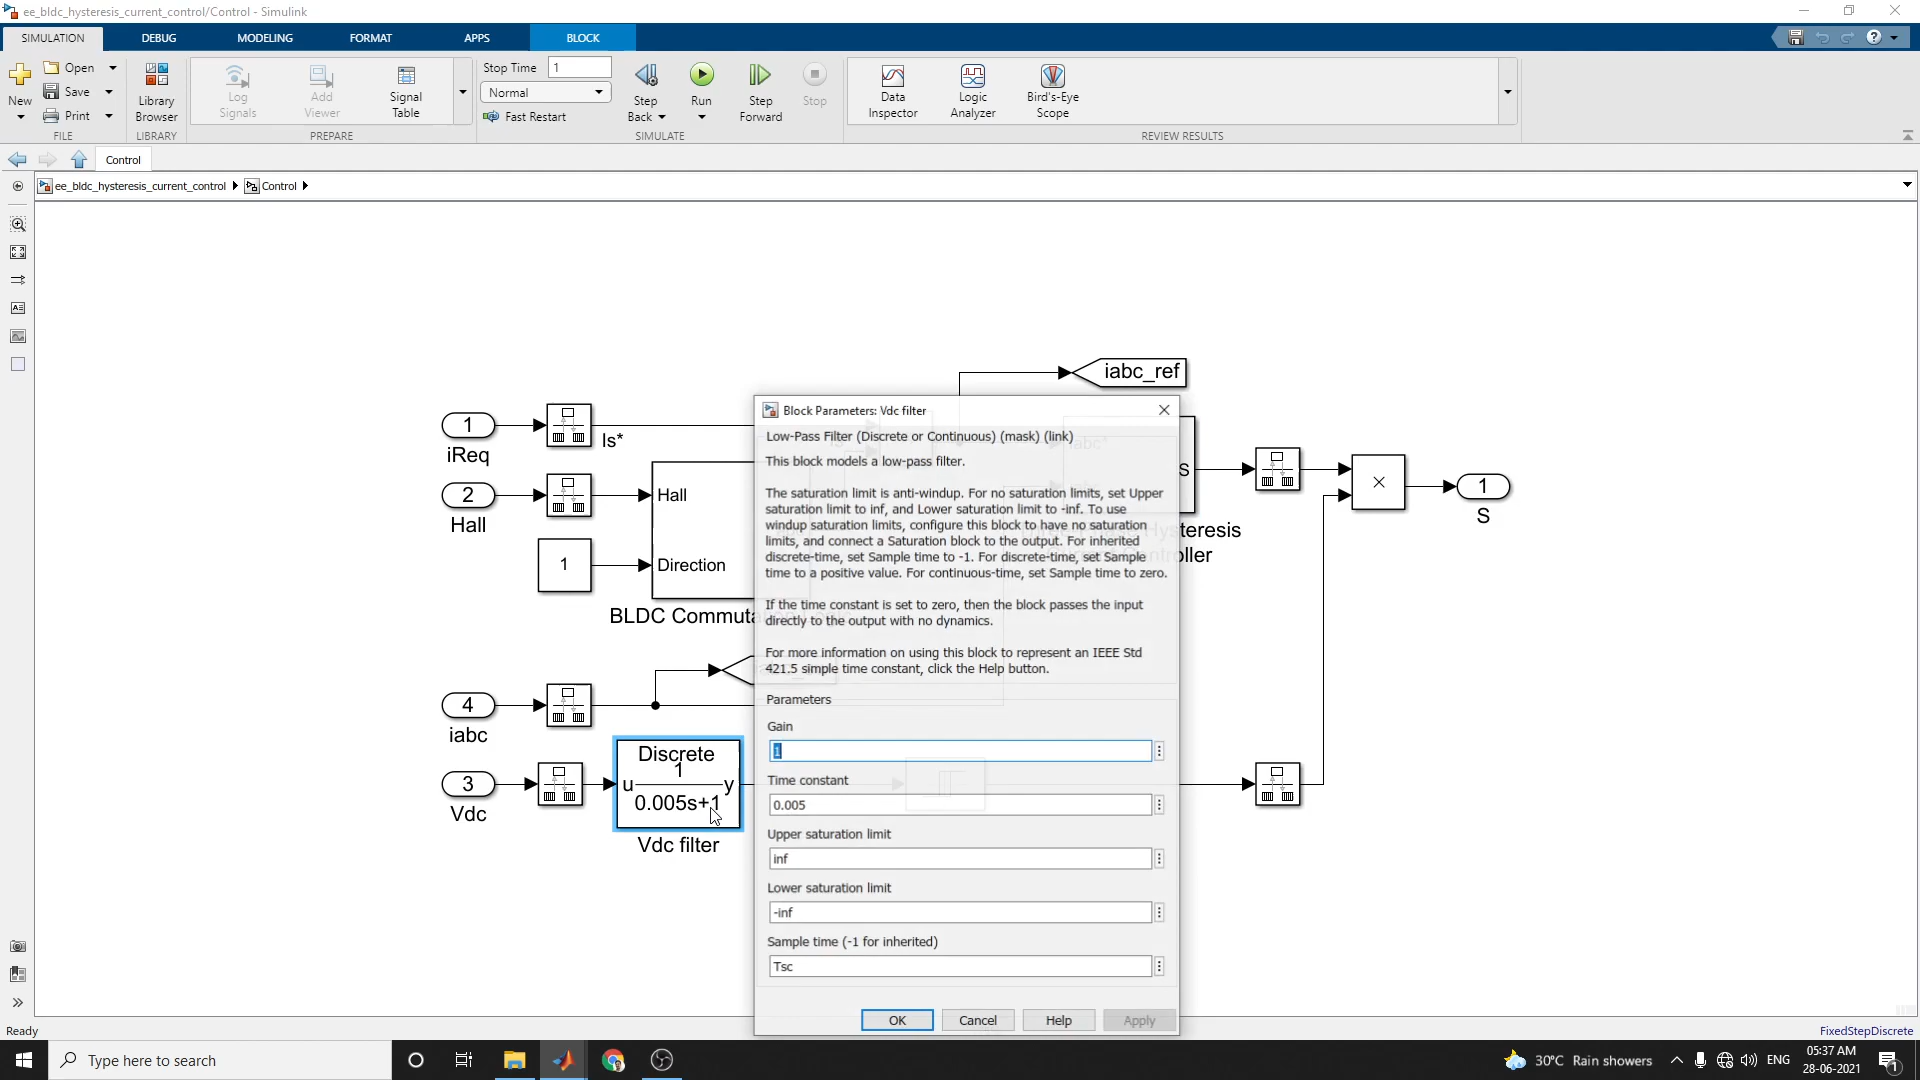 ee_bldc_hysteresis_current_control/Control - Simulink
SIMULATION DEBUG MODELING FORMAT APPS BLOCK
New
Open
Save
Print
FILE
Library
Browser
LIBRARY
Log
Signals
Add
Viewer
Signal
Table
PREPARE
Stop Time 1
Normal
Fast Restart
Step
Back
Run
Step
Forward
Stop
SIMULATE
Data
Inspector
Logic
Analyzer
Bird's-Eye
Scope
REVIEW RESULTS
Control
ee_bldc_hysteresis_current_control Control
iabc_ref
1
iReq
Is*
2
Hall
Hall
1
Direction
BLDC Commuta
4
iabc
3
Vdc
Discrete
1
u y
0.005s+1
Vdc filter
S
teresis
oller
×
1
S
Block Parameters: Vdc filter
Low-Pass Filter (Discrete or Continuous) (mask) (link)
This block models a low-pass filter.
The saturation limit is anti-windup. For no saturation limits, set Upper
saturation limit to inf, and Lower saturation limit to -inf. To use
windup saturation limits, configure this block to have no saturation
limits, and connect a Saturation block to the output. For inherited
discrete-time, set Sample time to -1. For discrete-time, set Sample
time to a positive value. For continuous-time, set Sample time to zero.
If the time constant is set to zero, then the block passes the input
directly to the output with no dynamics.
For more information on using this block to represent an IEEE Std
421.5 simple time constant, click the Help button.
Parameters
Gain
1
Time constant
0.005
Upper saturation limit
inf
Lower saturation limit
-inf
Sample time (-1 for inherited)
Tsc
OK Cancel Help Apply
Ready
FixedStepDiscrete
Type here to search
30°C Rain showers
ENG
05:37 AM
28-06-2021
1